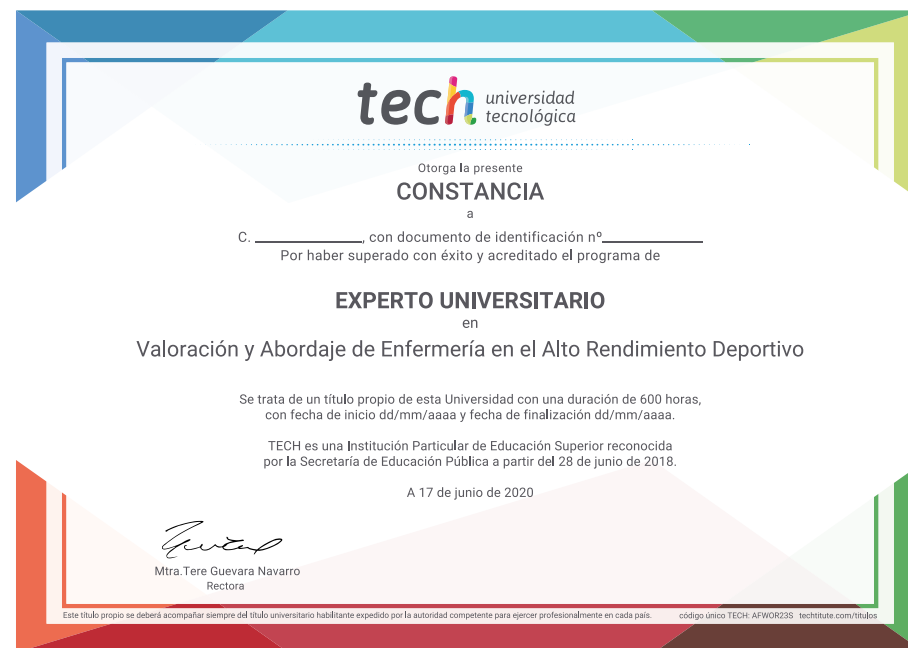 tech universidad
tecnológica
Otorga la presente
CONSTANCIA
a
C. ____________, con documento de identificación nº____________
Por haber superado con éxito y acreditado el programa de
EXPERTO UNIVERSITARIO
en
Valoración y Abordaje de Enfermería en el Alto Rendimiento Deportivo
Se trata de un título propio de esta Universidad con una duración de 600 horas,
con fecha de inicio dd/mm/aaaa y fecha de finalización dd/mm/aaaa.
TECH es una Institución Particular de Educación Superior reconocida
por la Secretaría de Educación Pública a partir del 28 de junio de 2018.
A 17 de junio de 2020
Mtra.Tere Guevara Navarro
Rectora
Este título propio se deberá acompañar siempre del título universitario habilitante expedido por la autoridad competente para ejercer profesionalmente en cada país. código único TECH: AFWOR23S techtitute.com/titulos